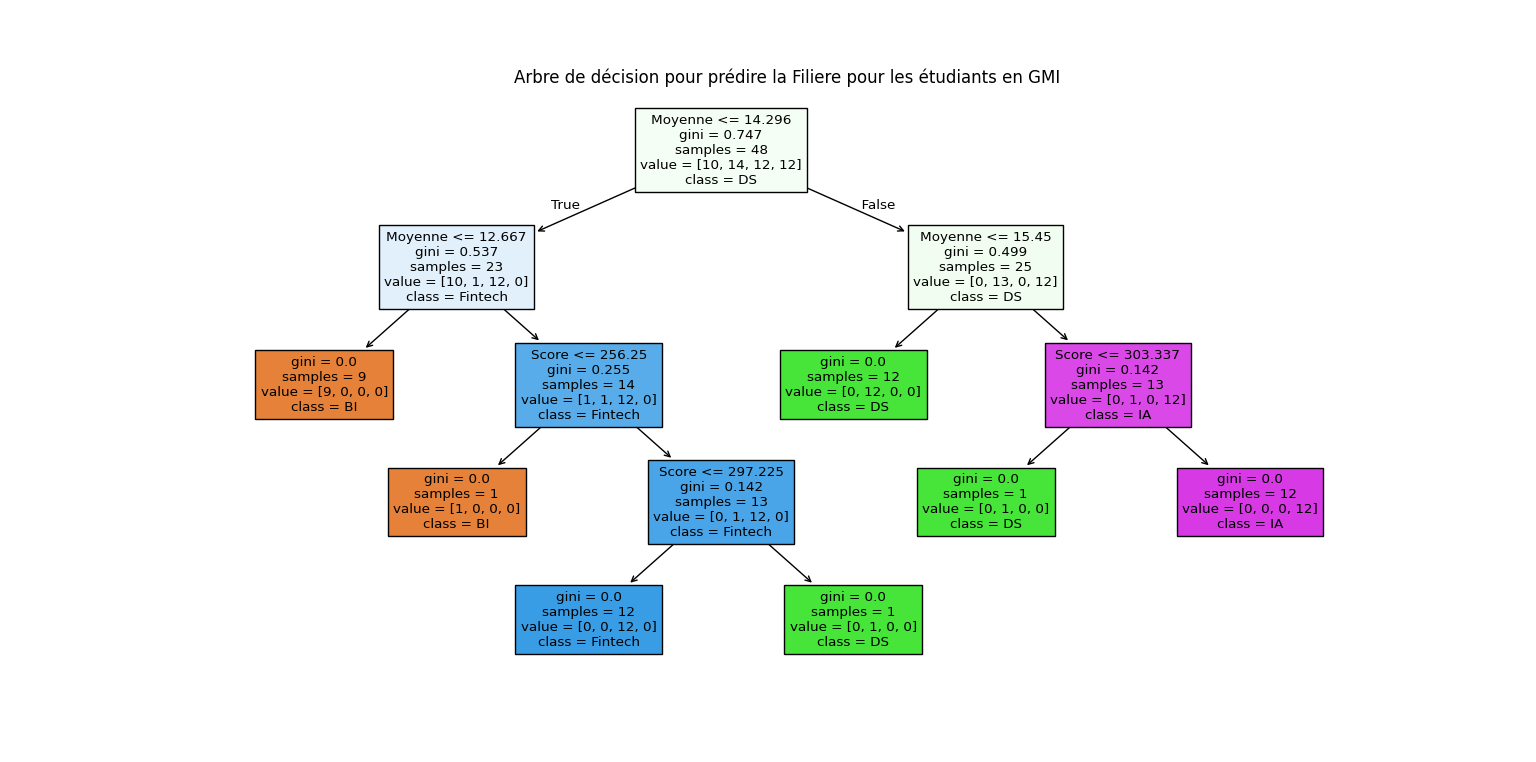 Arbre de décision pour prédire la Filiere pour les étudiants en GMI
Moyenne <= 14.296
gini = 0.747
samples = 48
value = [10, 14, 12, 12]
class = DS
True
False
Moyenne <= 12.667
gini = 0.537
samples = 23
value = [10, 1, 12, 0]
class = Fintech
Moyenne <= 15.45
gini = 0.499
samples = 25
value = [0, 13, 0, 12]
class = DS
gini = 0.0
samples = 9
value = [9, 0, 0, 0]
class = BI
Score <= 256.25
gini = 0.255
samples = 14
value = [1, 1, 12, 0]
class = Fintech
gini = 0.0
samples = 12
value = [0, 12, 0, 0]
class = DS
Score <= 303.337
gini = 0.142
samples = 13
value = [0, 1, 0, 12]
class = IA
gini = 0.0
samples = 1
value = [1, 0, 0, 0]
class = BI
Score <= 297.225
gini = 0.142
samples = 13
value = [0, 1, 12, 0]
class = Fintech
gini = 0.0
samples = 1
value = [0, 1, 0, 0]
class = DS
gini = 0.0
samples = 12
value = [0, 0, 0, 12]
class = IA
gini = 0.0
samples = 12
value = [0, 0, 12, 0]
class = Fintech
gini = 0.0
samples = 1
value = [0, 1, 0, 0]
class = DS